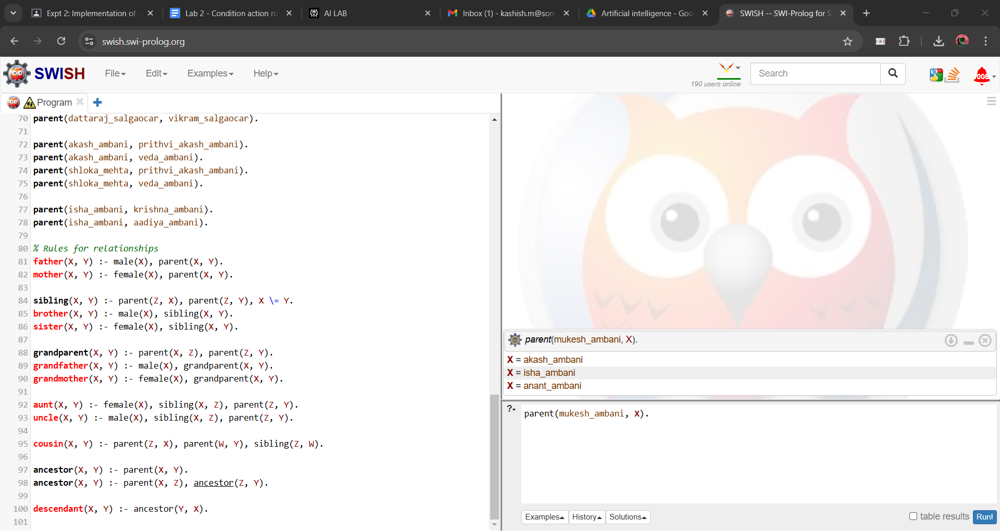 Expt 2: Implementation of
Lab 2 - Condition action ru
AI LAB
Inbox (1) - kashish.m@som
Artificial intelligence - Goo
SWISH -- SWI-Prolog for S
swish.swi-prolog.org
SWISH
File
Edit
Examples
Help
190 users online
Search
Program
70 parent(dattaraj_salgaocar, vikram_salgaocar).
71
72 parent(akash_ambani, prithvi_akash_ambani).
73 parent(akash_ambani, veda_ambani).
74 parent(shloka_mehta, prithvi_akash_ambani).
75 parent(shloka_mehta, veda_ambani).
76
77 parent(isha_ambani, krishna_ambani).
78 parent(isha_ambani, aadiya_ambani).
79
80 % Rules for relationships
81 father(X, Y) :- male(X), parent(X, Y).
82 mother(X, Y) :- female(X), parent(X, Y).
83
84 sibling(X, Y) :- parent(Z, X), parent(Z, Y), X \= Y.
85 brother(X, Y) :- male(X), sibling(X, Y).
86 sister(X, Y) :- female(X), sibling(X, Y).
87
88 grandparent(X, Y) :- parent(X, Z), parent(Z, Y).
89 grandfather(X, Y) :- male(X), grandparent(X, Y).
90 grandmother(X, Y) :- female(X), grandparent(X, Y).
91
92 aunt(X, Y) :- female(X), sibling(X, Z), parent(Z, Y).
93 uncle(X, Y) :- male(X), sibling(X, Z), parent(Z, Y).
94
95 cousin(X, Y) :- parent(Z, X), parent(W, Y), sibling(Z, W).
96
97 ancestor(X, Y) :- parent(X, Y).
98 ancestor(X, Y) :- parent(X, Z), ancestor(Z, Y).
99
100 descendant(X, Y) :- ancestor(Y, X).
101
parent(mukesh_ambani, X).
X = akash_ambani
X = isha_ambani
X = anant_ambani
?- parent(mukesh_ambani, X).
Examples
History
Solutions
table results
Run!